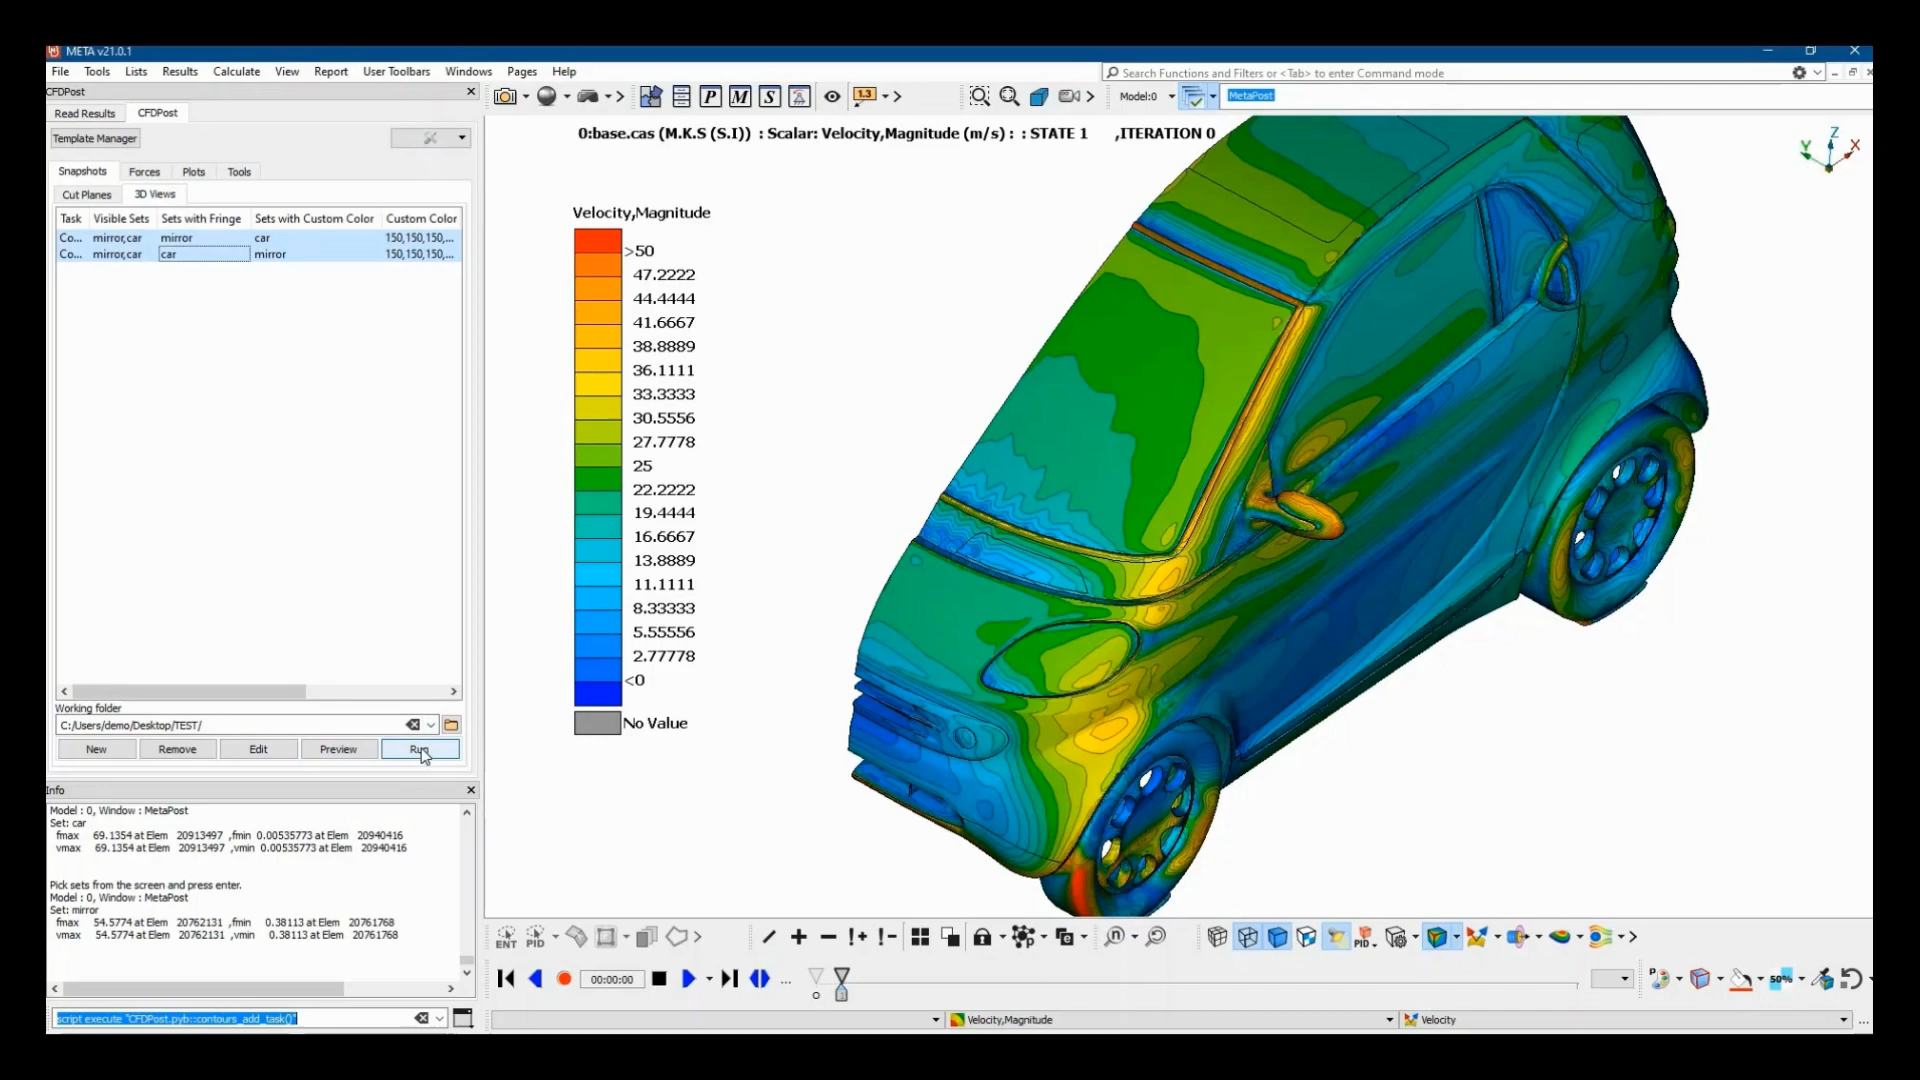 META v21.0.1
File Tools Lists Results Calculate View Report User Toolbars Windows Pages Help
Search Functions and Filters or <Tab> to enter Command mode
CFDPost
Read Results CFDPost
P M S 1.3 Model:0 MetaPost
Template Manager
0:base.cas (M.K.S (S.I)) : Scalar: Velocity,Magnitude (m/s) : : STATE 1 ,ITERATION 0
Z
Y X
Snapshots Forces Plots Tools
Cut Planes 3D Views
Task Visible Sets Sets with Fringe Sets with Custom Color Custom Color
Co... mirror,car mirror car 150,150,150,...
Co... mirror,car car mirror 150,150,150,...
Velocity,Magnitude
>50
47.2222
44.4444
41.6667
38.8889
36.1111
33.3333
30.5556
27.7778
25
22.2222
19.4444
16.6667
13.8889
11.1111
8.33333
5.55556
2.77778
<0
No Value
Working folder
C:/Users/demo/Desktop/TEST/
New Remove Edit Preview Run
Info
Model : 0, Window : MetaPost
Set: car
fmax 69.1354 at Elem 20913497 ,fmin 0.00535773 at Elem 20940416
vmax 69.1354 at Elem 20913497 ,vmin 0.00535773 at Elem 20940416
Pick sets from the screen and press enter.
Model : 0, Window : MetaPost
Set: mirror
fmax 54.5774 at Elem 20762131 ,fmin 0.38113 at Elem 20761768
vmax 54.5774 at Elem 20762131 ,vmin 0.38113 at Elem 20761768
ENT PID PID
00:00:00 ... 50%
script execute "CFDPost.pyb::contours_add_task()"
Velocity,Magnitude Velocity ...